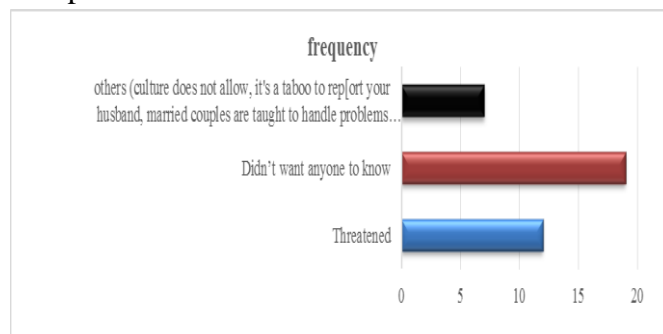 frequency
others (culture does not allow, it's a taboo to rep[ort your
husband, married couples are taught to handle problems…
Didn't want anyone to know
Threatened
0 5 10 15 20